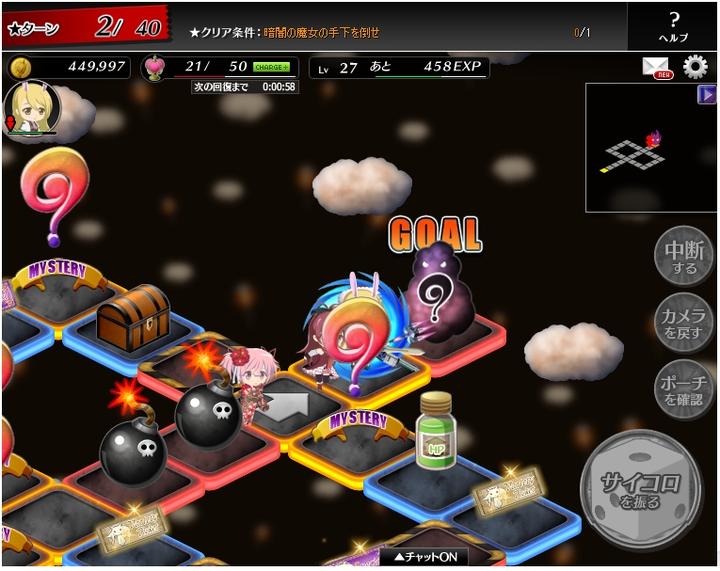 ★ターン 2/ 40
★クリア条件：暗闇の魔女の手下を倒せ
0/1
?
ヘルプ
449,997
21/ 50
CHARGE+
Lv 27 あと 458EXP
NEW
次の回復まで 0:00:58
GOAL
MYSTERY
中断
する
カメラ
を戻す
ポーチ
を確認
MYSTERY
HP
サイコロ
を振る
▲チャットON